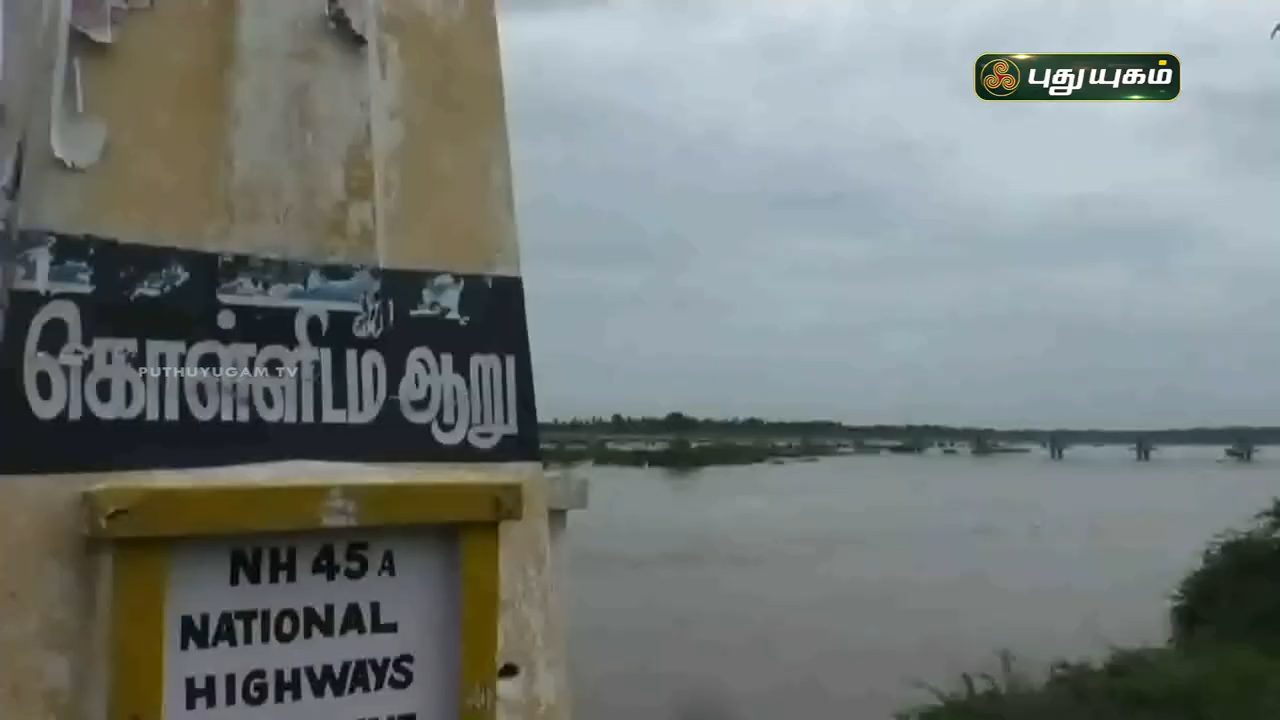 புதுயுகம்
கொள்ளிடம் ஆறு
PUTHUYUGAM TV
NH 45 A
NATIONAL
HIGHWAYS